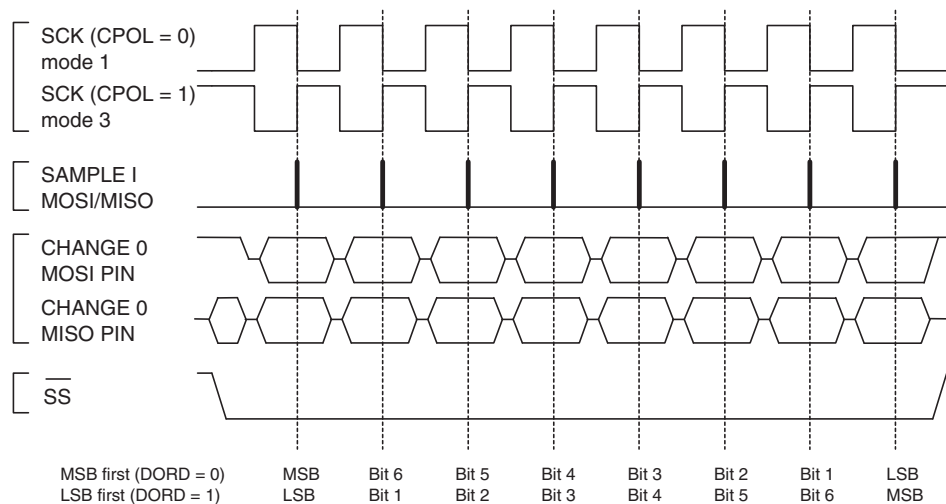 SCK (CPOL = 0)
mode 1
SCK (CPOL = 1)
mode 3
SAMPLE I
MOSI/MISO
CHANGE 0
MOSI PIN
CHANGE 0
MISO PIN
SS
MSB first (DORD = 0) MSB Bit 6 Bit 5 Bit 4 Bit 3 Bit 2 Bit 1 LSB
LSB first (DORD = 1) LSB Bit 1 Bit 2 Bit 3 Bit 4 Bit 5 Bit 6 MSB